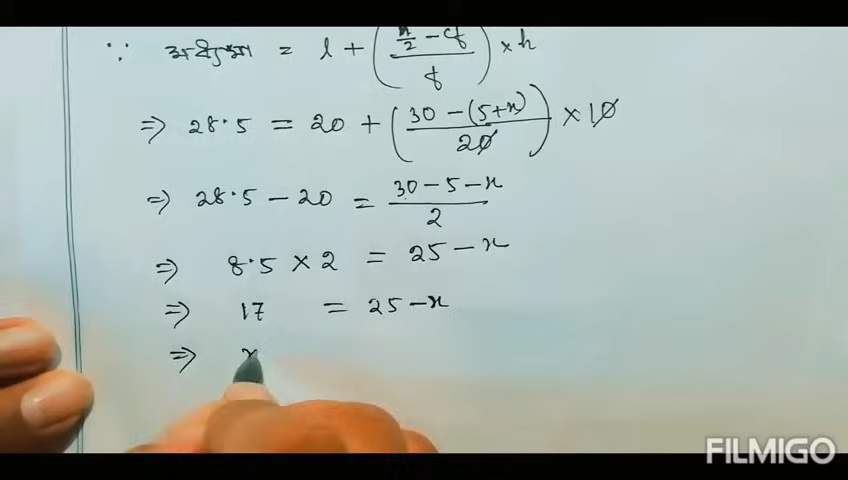 ∵ = l + ( (n/2 - cf) / f ) × h
⇒ 28.5 = 20 + ( (30 - (5+x)) / 20 ) × 10
⇒ 28.5 - 20 = (30 - 5 - x) / 2
⇒ 8.5 × 2 = 25 - x
⇒ 17 = 25 - x
⇒ x
FILMIGO